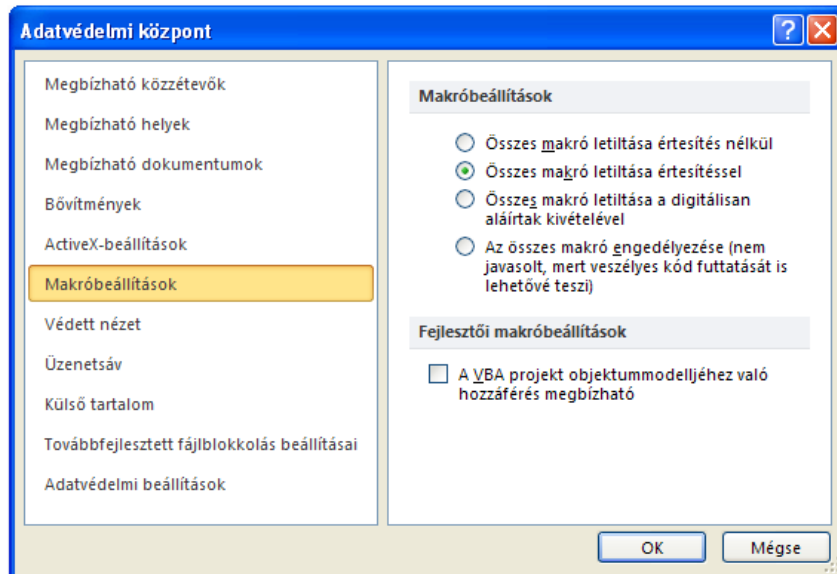 Adatvédelmi központ
Megbízható közzétevők
Megbízható helyek
Megbízható dokumentumok
Bővítmények
ActiveX-beállítások
Makróbeállítások
Védett nézet
Üzenetsáv
Külső tartalom
Továbbfejlesztett fájlblokkolás beállításai
Adatvédelmi beállítások
Makróbeállítások
Összes makró letiltása értesítés nélkül
Összes makró letiltása értesítéssel
Összes makró letiltása a digitálisan
aláírtak kivételével
Az összes makró engedélyezése (nem
javasolt, mert veszélyes kód futtatását is
lehetővé teszi)
Fejlesztői makróbeállítások
A VBA projekt objektummodelljéhez való
hozzáférés megbízható
OK
Mégse